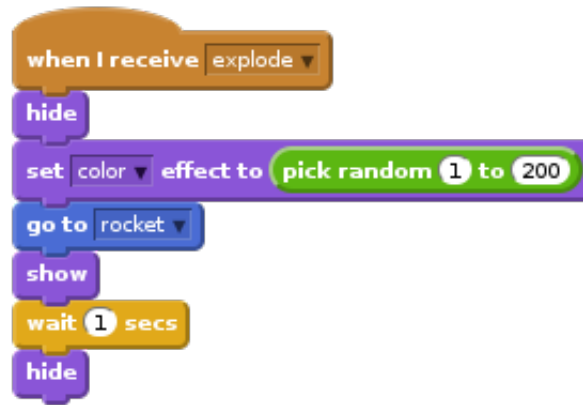 when I receive explode
hide
set color effect to pick random 1 to 200
go to rocket
show
wait 1 secs
hide